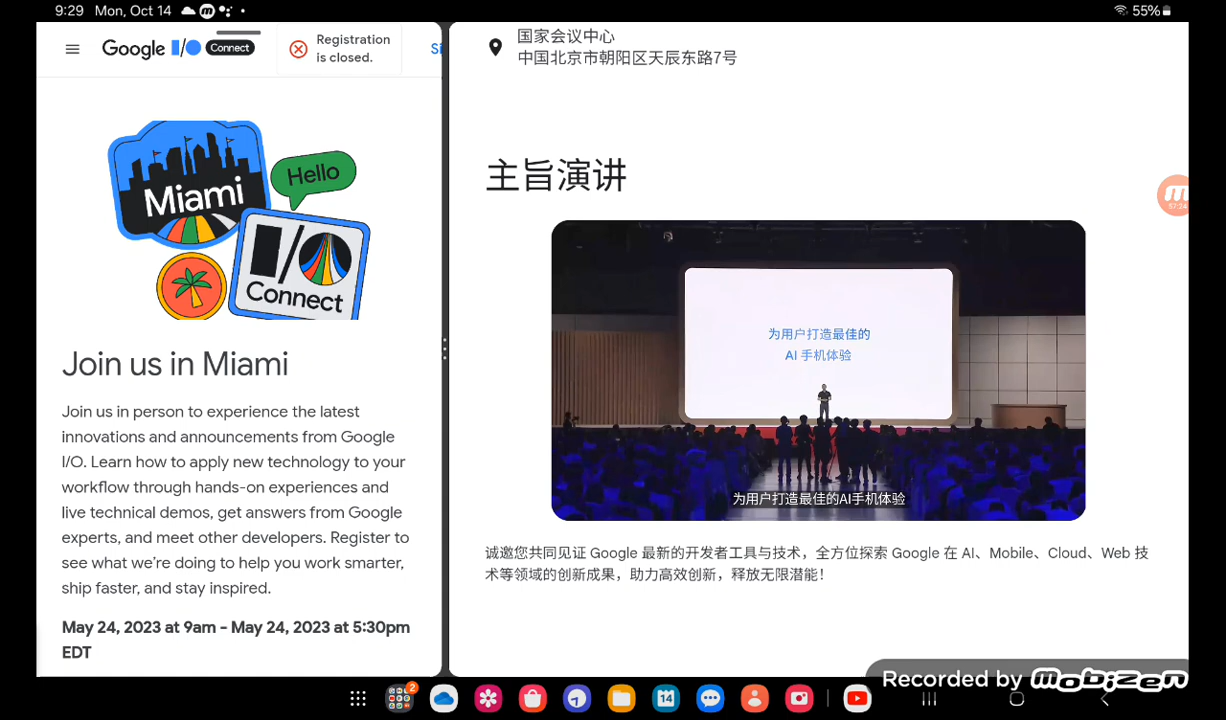 9:29 Mon, Oct 14
55%
Google I/O Connect
Registration
is closed.
Si
Miami
Hello
I/O
Connect
Join us in Miami
Join us in person to experience the latest
innovations and announcements from Google
I/O. Learn how to apply new technology to your
workflow through hands-on experiences and
live technical demos, get answers from Google
experts, and meet other developers. Register to
see what we're doing to help you work smarter,
ship faster, and stay inspired.
May 24, 2023 at 9am - May 24, 2023 at 5:30pm
EDT
国家会议中心
中国北京市朝阳区天辰东路7号
主旨演讲
为用户打造最佳的
AI 手机体验
为用户打造最佳的AI手机体验
诚邀您共同见证 Google 最新的开发者工具与技术，全方位探索 Google 在 AI、Mobile、Cloud、Web 技
术等领域的创新成果，助力高效创新，释放无限潜能！
57:24
2
14
Recorded by mobizen